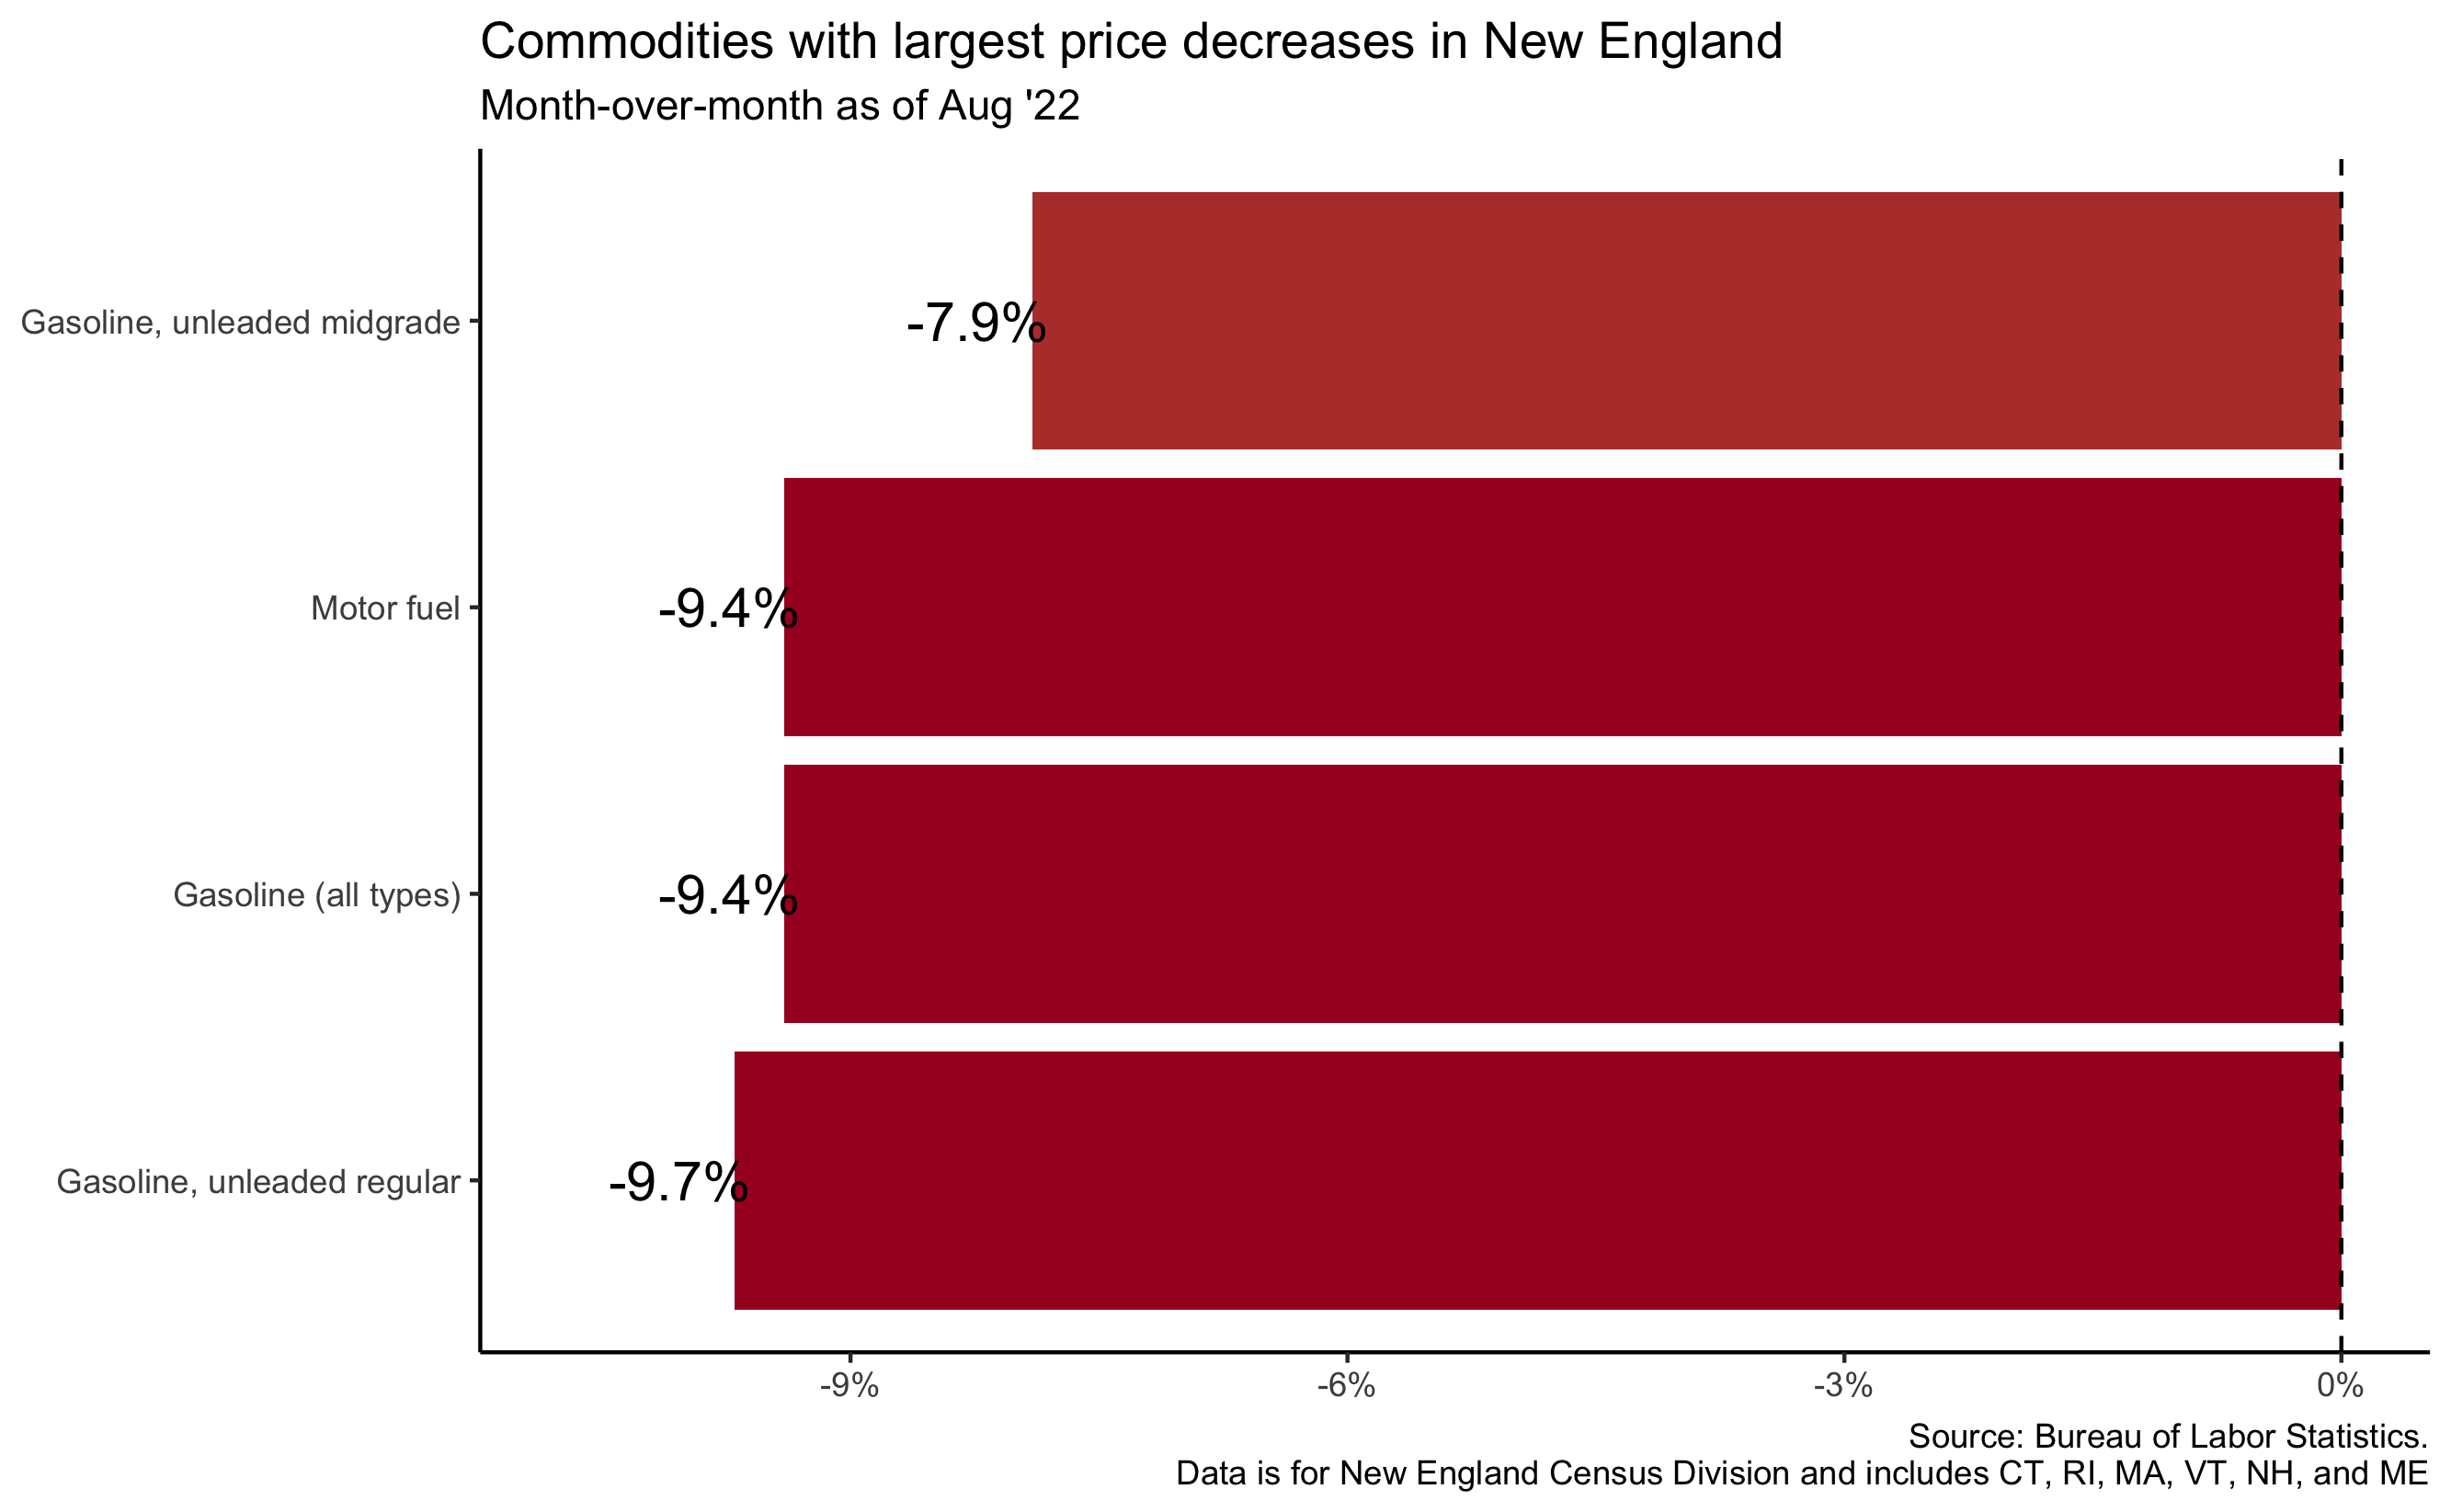 Commodities with largest price decreases in New England
Month-over-month as of Aug '22
Gasoline, unleaded midgrade
-7.9%
Motor fuel
-9.4%
Gasoline (all types)
-9.4%
Gasoline, unleaded regular
-9.7%
-9%
-6%
-3%
0%
Source: Bureau of Labor Statistics.
Data is for New England Census Division and includes CT, RI, MA, VT, NH, and ME